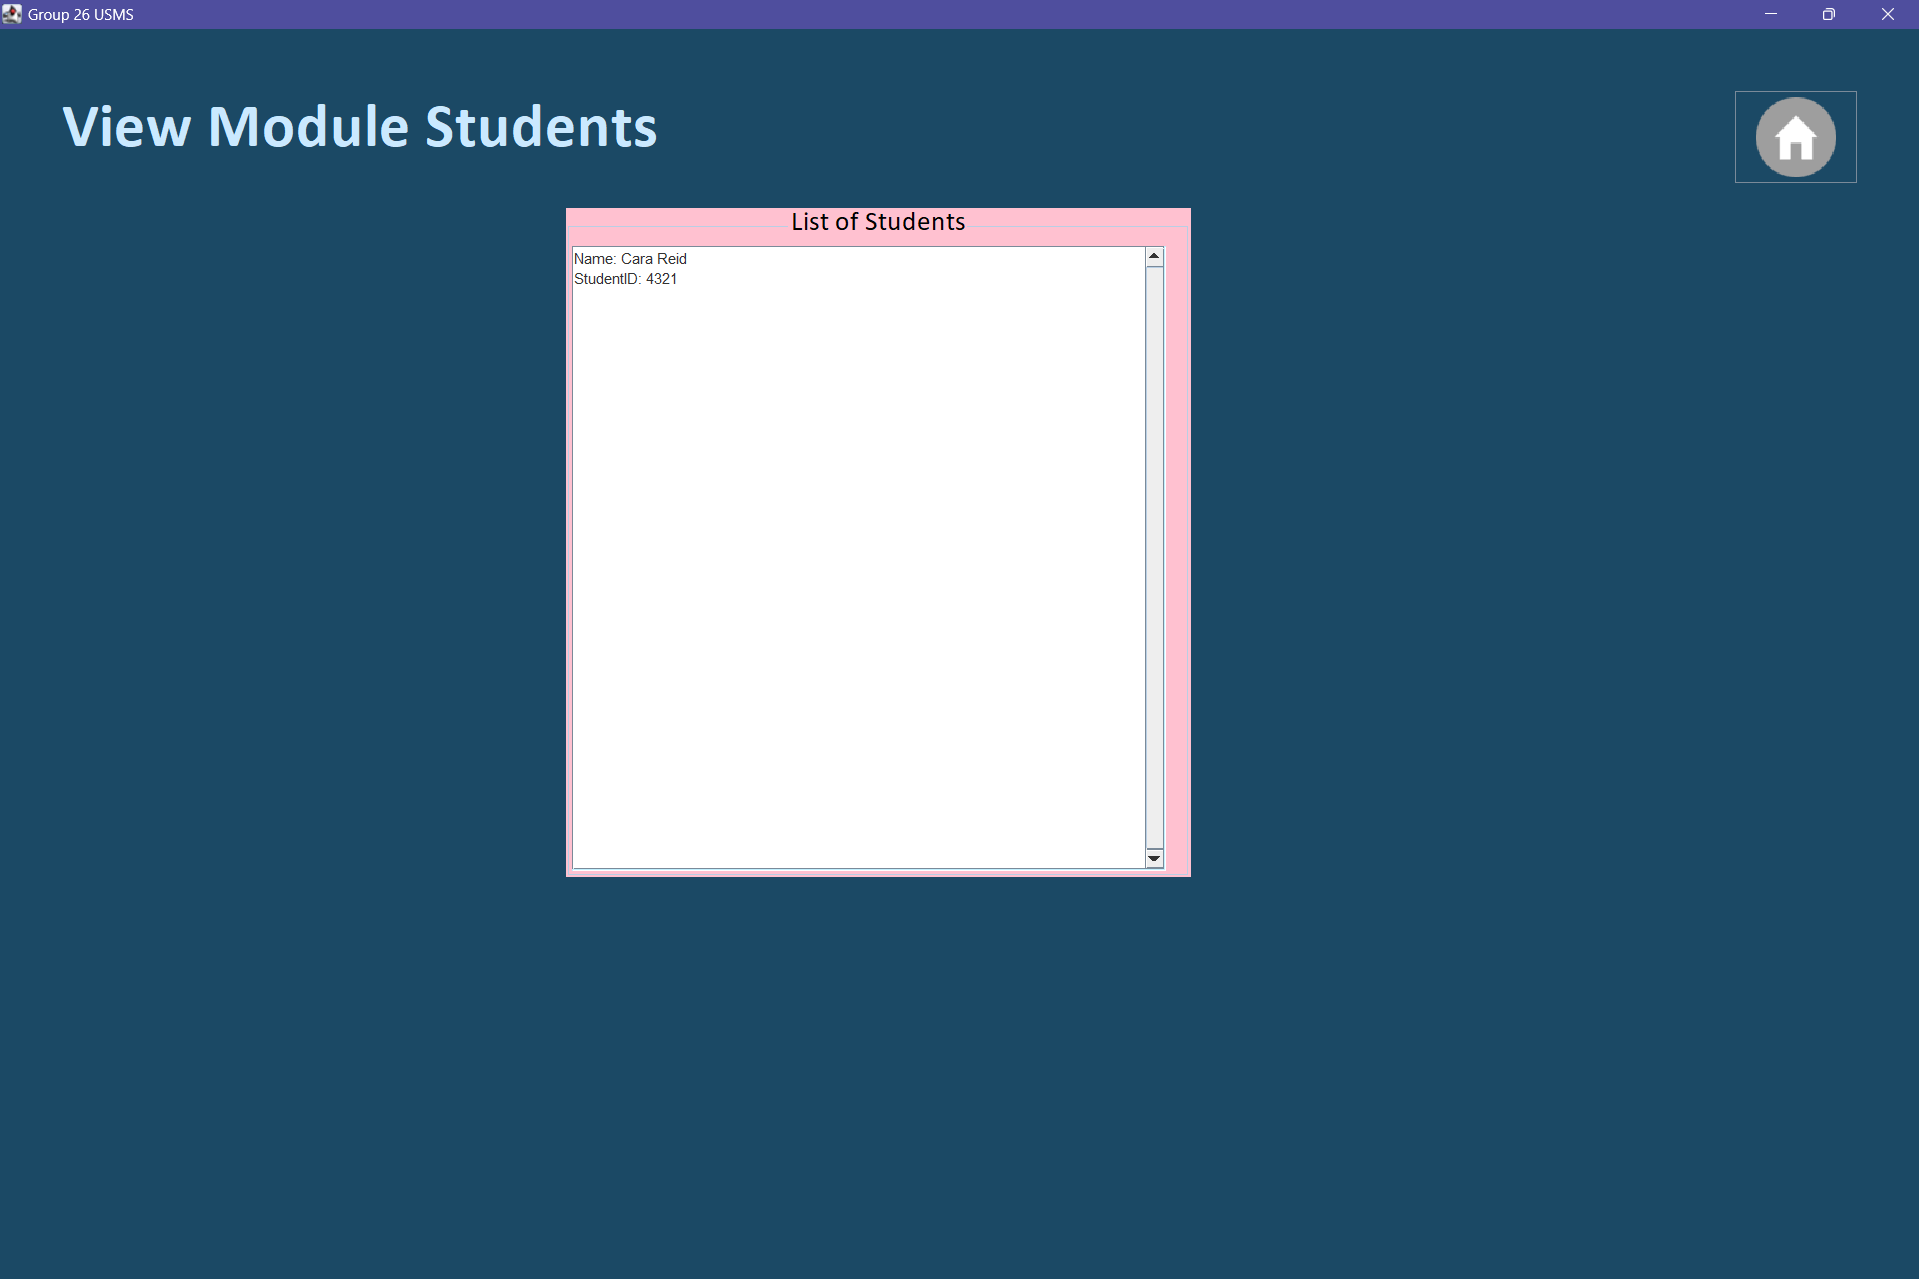 Group 26 USMS
View Module Students
List of Students
Name: Cara Reid
StudentID: 4321